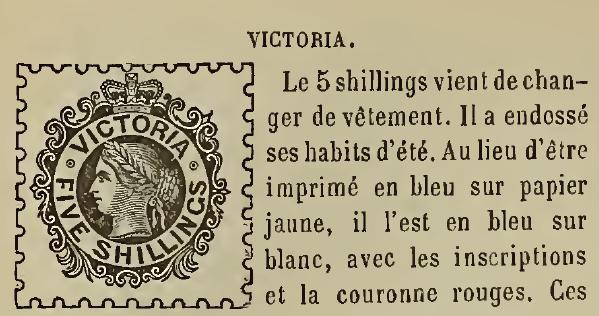 VICTORIA.
VICTORIA
FIVE SHILLINGS
Le 5 shillings vient de chan-
ger de vêtement. Il a endossé
ses habits d'été. Au lieu d'être
imprimé en bleu sur papier
jaune, il l'est en bleu sur
blanc, avec les inscriptions
et la couronne rouges. Ces